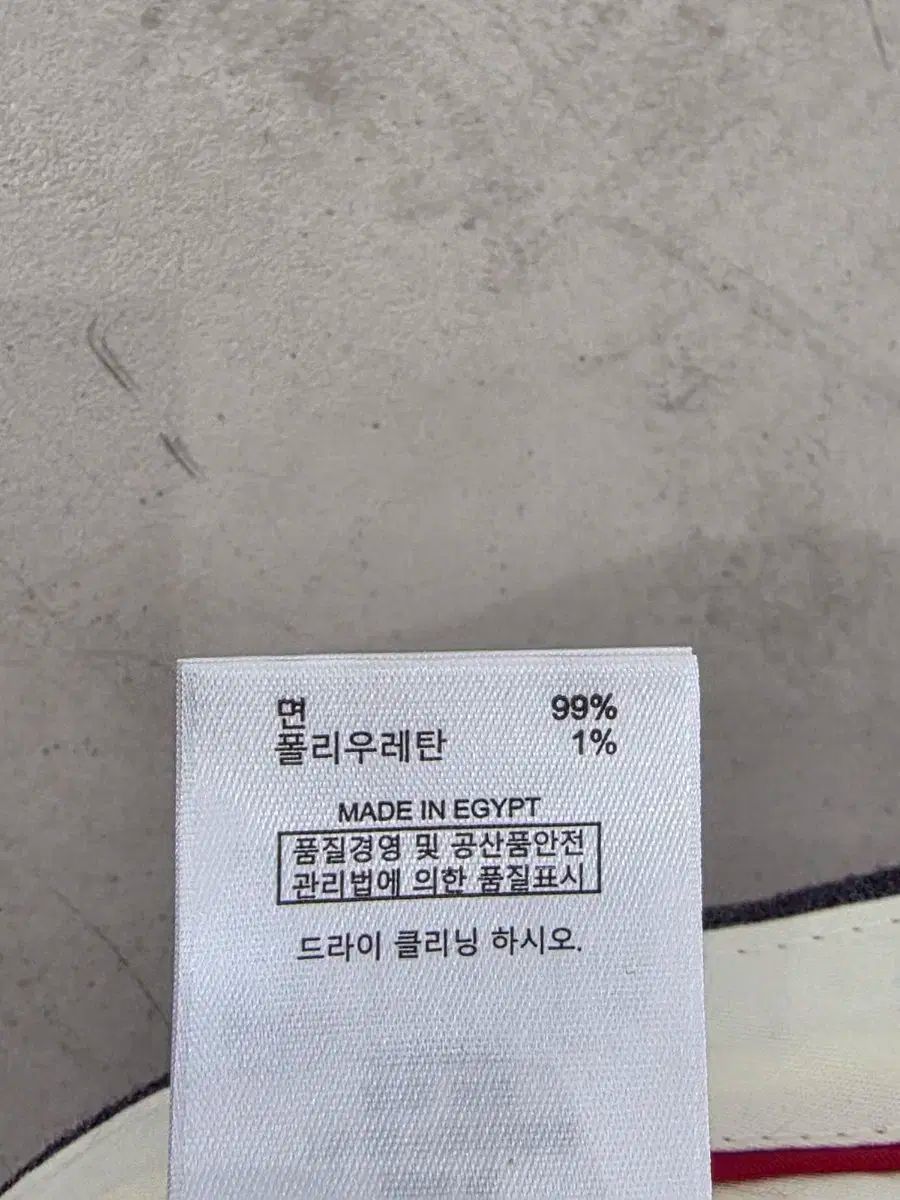 면 99%
폴리우레탄 1%
MADE IN EGYPT
품질경영 및 공산품안전
관리법에 의한 품질표시
드라이 클리닝 하시오.